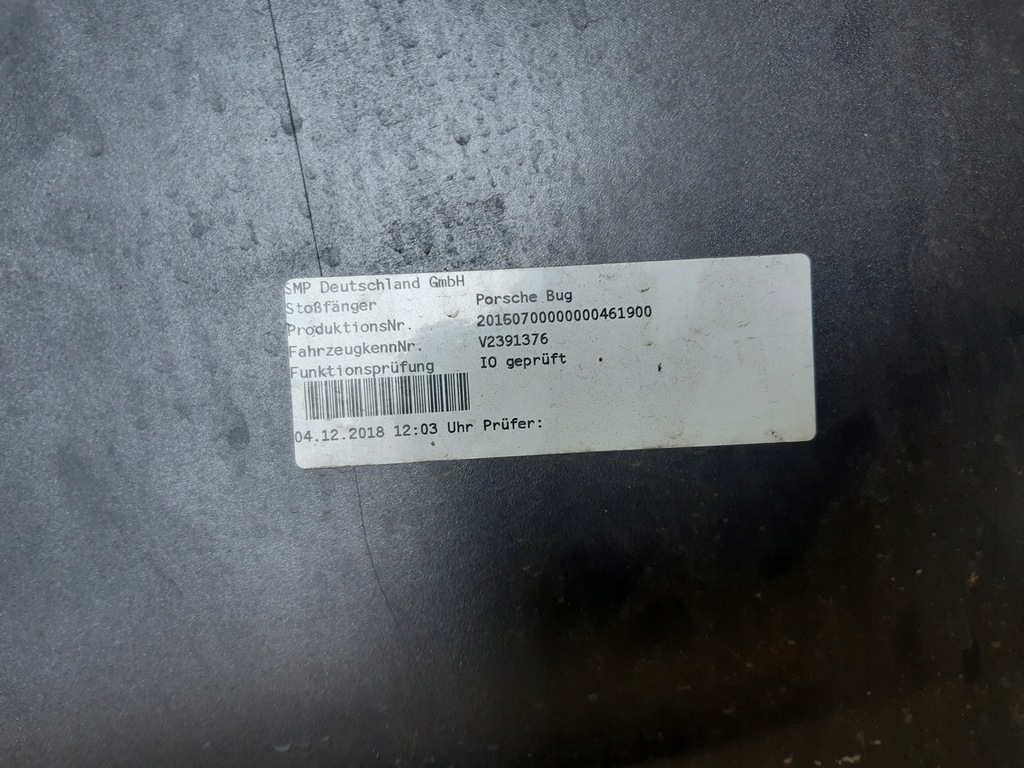 SMP Deutschland GmbH
Stoßfänger Porsche Bug
ProduktionsNr. 20150700000000461900
FahrzeugkennNr. V2391376
Funktionsprüfung IO geprüft
04.12.2018 12:03 Uhr Prüfer: